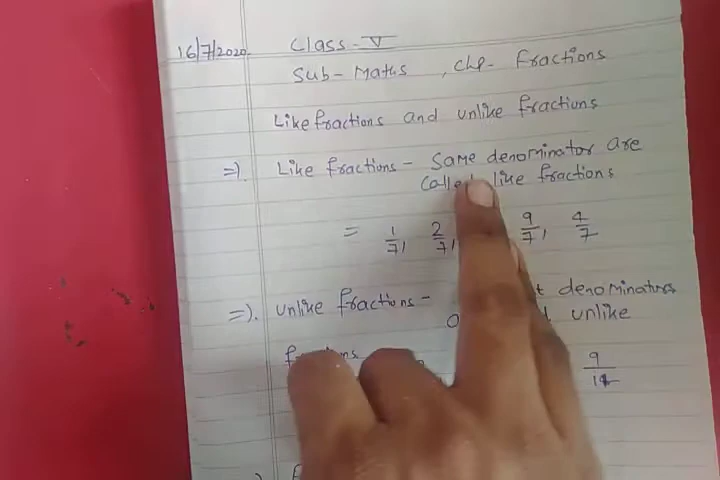 16/7/2020. Class - V
Sub - Maths , Chp - Fractions
Like fractions and unlike fractions
=). Like fractions - Same denominator are
called like fractions
= 1/7, 2/7, 9/7, 4/7
=). unlike fractions - denominators
unlike
9